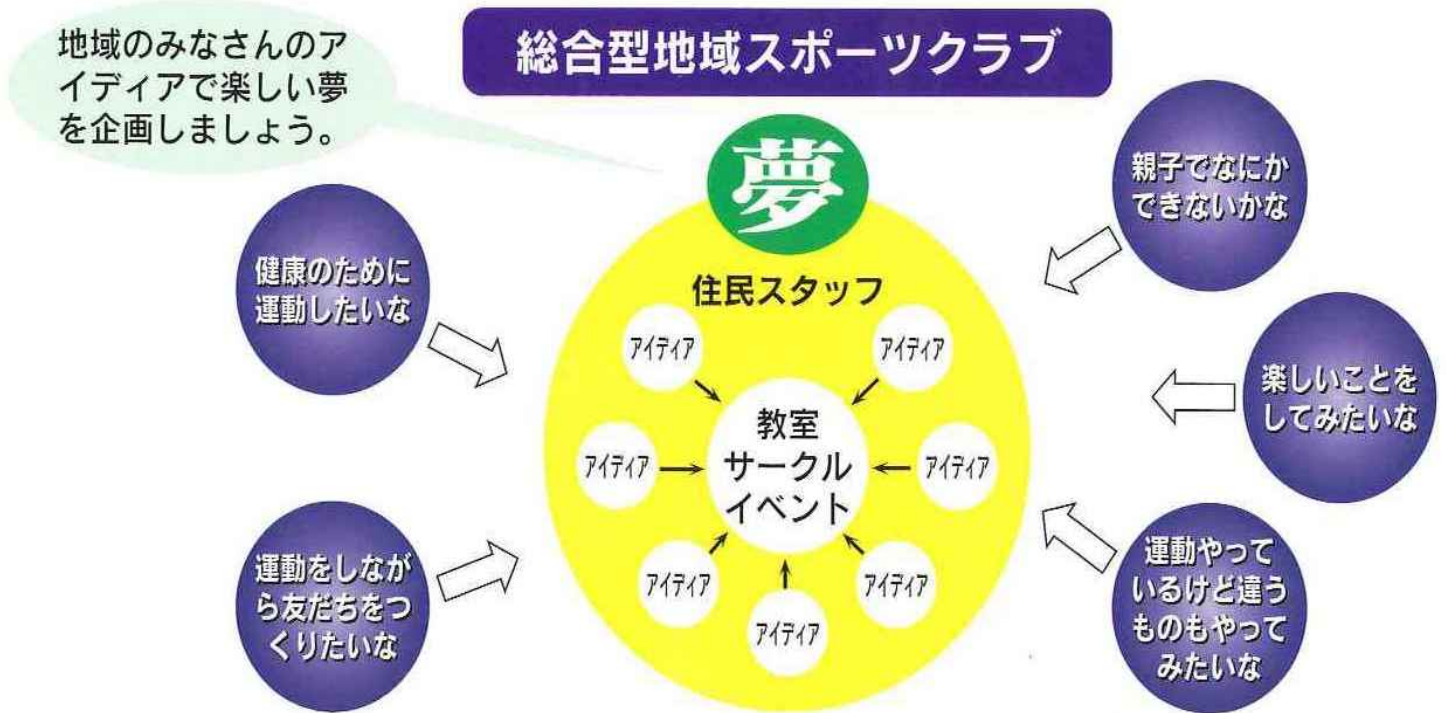 総合型地域スポーツクラブ
地域のみなさんのア
イディアで楽しい夢
を企画しましょう。
夢
住民スタッフ
アイディア
アイディア
アイディア
アイディア
アイディア
アイディア
アイディア
教室
サークル
イベント
健康のために
運動したいな
運動をしなが
ら友だちをつ
くりたいな
親子でなにか
できないかな
楽しいことを
してみたいな
運動やって
いるけど違う
ものもやって
みたいな